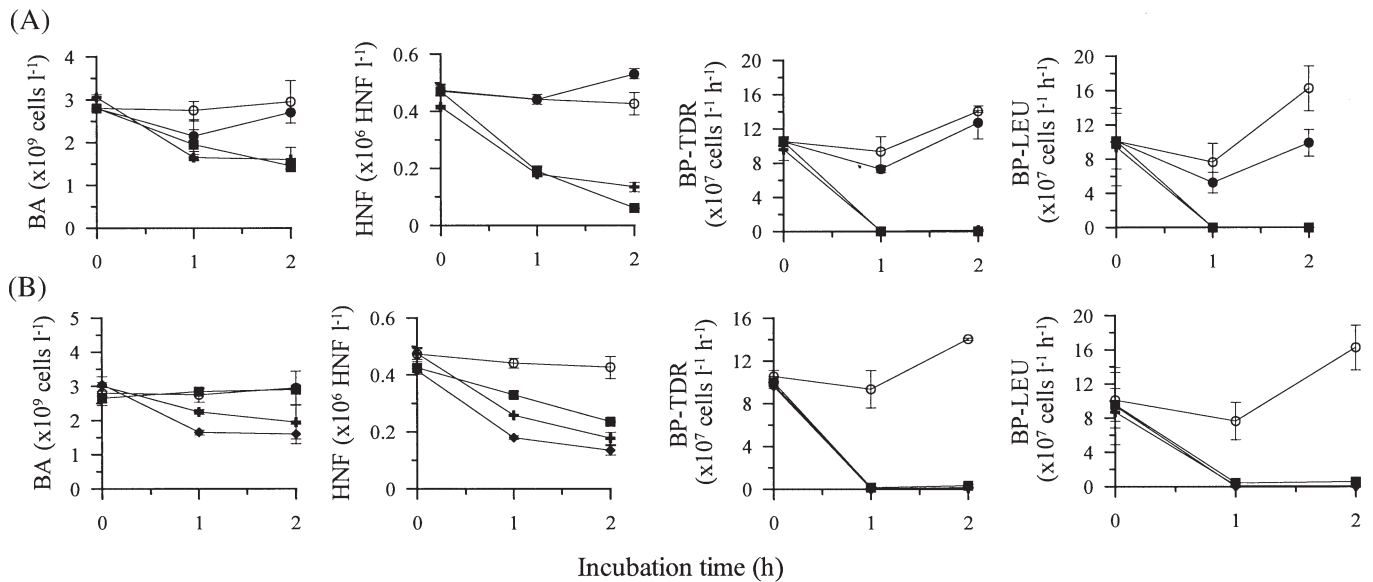 (A)
BA (x10⁹ cells l⁻¹)
4
3
2
1
0
0 1 2
HNF (x10⁶ HNF l⁻¹)
0.6
0.4
0.2
0
0 1 2
BP-TDR
(x10⁷ cells l⁻¹ h⁻¹)
20
16
12
8
4
0
0 1 2
BP-LEU
(x10⁷ cells l⁻¹ h⁻¹)
20
16
12
8
4
0
0 1 2
(B)
BA (x10⁹ cells l⁻¹)
5
4
3
2
1
0
0 1 2
HNF (x10⁶ HNF l⁻¹)
0.6
0.4
0.2
0
0 1 2
BP-TDR
(x10⁷ cells l⁻¹ h⁻¹)
16
12
8
4
0
0 1 2
BP-LEU
(x10⁷ cells l⁻¹ h⁻¹)
20
16
12
8
4
0
0 1 2
Incubation time (h)